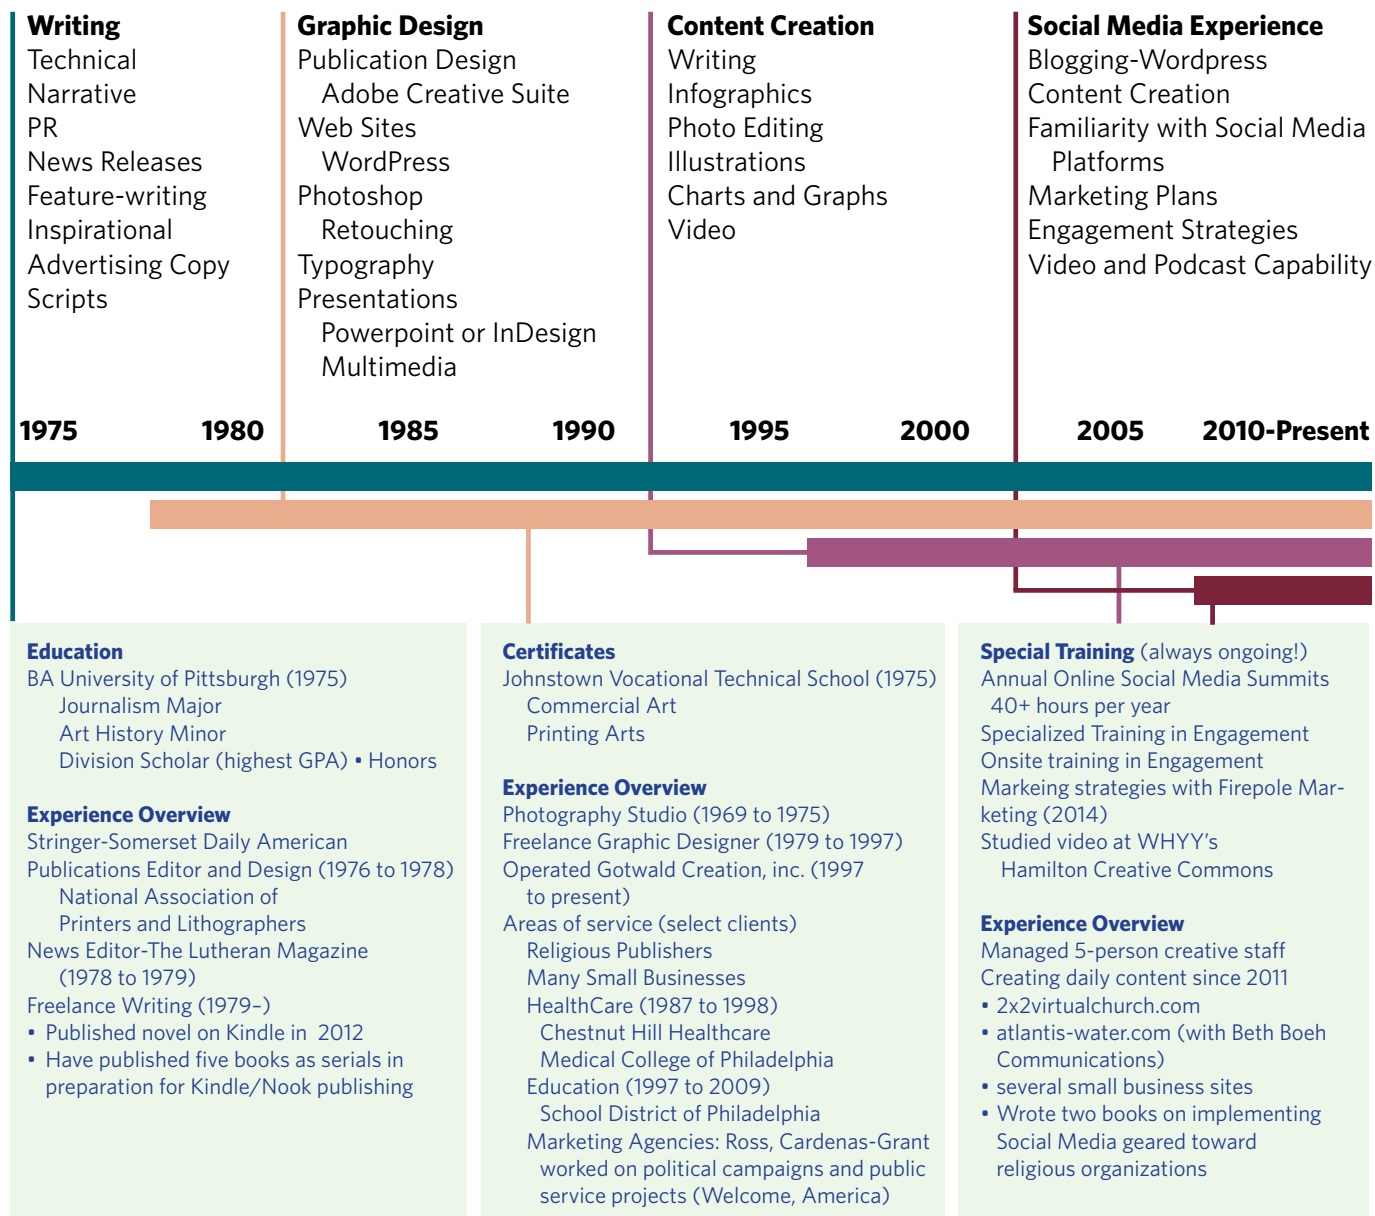 Writing
Technical
Narrative
PR
News Releases
Feature-writing
Inspirational
Advertising Copy
Scripts
Graphic Design
Publication Design
Adobe Creative Suite
Web Sites
WordPress
Photoshop
Retouching
Typography
Presentations
Powerpoint or InDesign
Multimedia
Content Creation
Writing
Infographics
Photo Editing
Illustrations
Charts and Graphs
Video
Social Media Experience
Blogging-Wordpress
Content Creation
Familiarity with Social Media
Platforms
Marketing Plans
Engagement Strategies
Video and Podcast Capability
1975 1980 1985 1990 1995 2000 2005 2010-Present
Education
BA University of Pittsburgh (1975)
Journalism Major
Art History Minor
Division Scholar (highest GPA) • Honors
Experience Overview
Stringer-Somerset Daily American
Publications Editor and Design (1976 to 1978)
National Association of
Printers and Lithographers
News Editor-The Lutheran Magazine
(1978 to 1979)
Freelance Writing (1979–)
• Published novel on Kindle in 2012
• Have published five books as serials in
preparation for Kindle/Nook publishing
Certificates
Johnstown Vocational Technical School (1975)
Commercial Art
Printing Arts
Experience Overview
Photography Studio (1969 to 1975)
Freelance Graphic Designer (1979 to 1997)
Operated Gotwald Creation, inc. (1997
to present)
Areas of service (select clients)
Religious Publishers
Many Small Businesses
HealthCare (1987 to 1998)
Chestnut Hill Healthcare
Medical College of Philadelphia
Education (1997 to 2009)
School District of Philadelphia
Marketing Agencies: Ross, Cardenas-Grant
worked on political campaigns and public
service projects (Welcome, America)
Special Training (always ongoing!)
Annual Online Social Media Summits
40+ hours per year
Specialized Training in Engagement
Onsite training in Engagement
Markeing strategies with Firepole Mar-
keting (2014)
Studied video at WHYY's
Hamilton Creative Commons
Experience Overview
Managed 5-person creative staff
Creating daily content since 2011
• 2x2virtualchurch.com
• atlantis-water.com (with Beth Boeh
Communications)
• several small business sites
• Wrote two books on implementing
Social Media geared toward
religious organizations